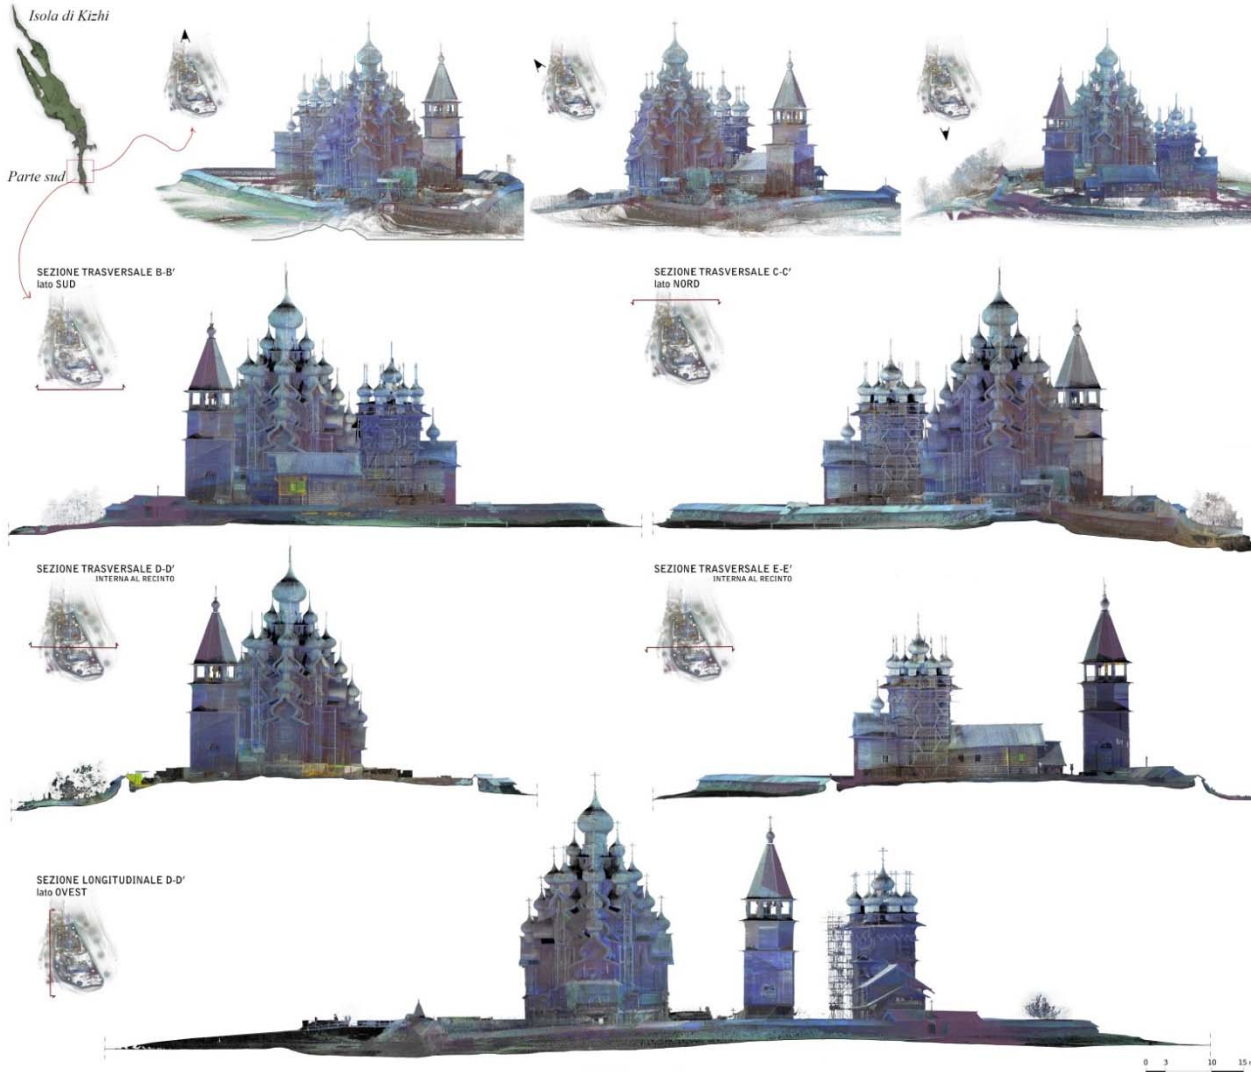 Isola di Kizhi
Parte sud
SEZIONE TRASVERSALE B-B'
lato SUD
SEZIONE TRASVERSALE C-C'
lato NORD
SEZIONE TRASVERSALE D-D'
INTERNA AL RECINTO
SEZIONE TRASVERSALE E-E'
INTERNA AL RECINTO
SEZIONE LONGITUDINALE D-D'
lato OVEST
0 3 10 15